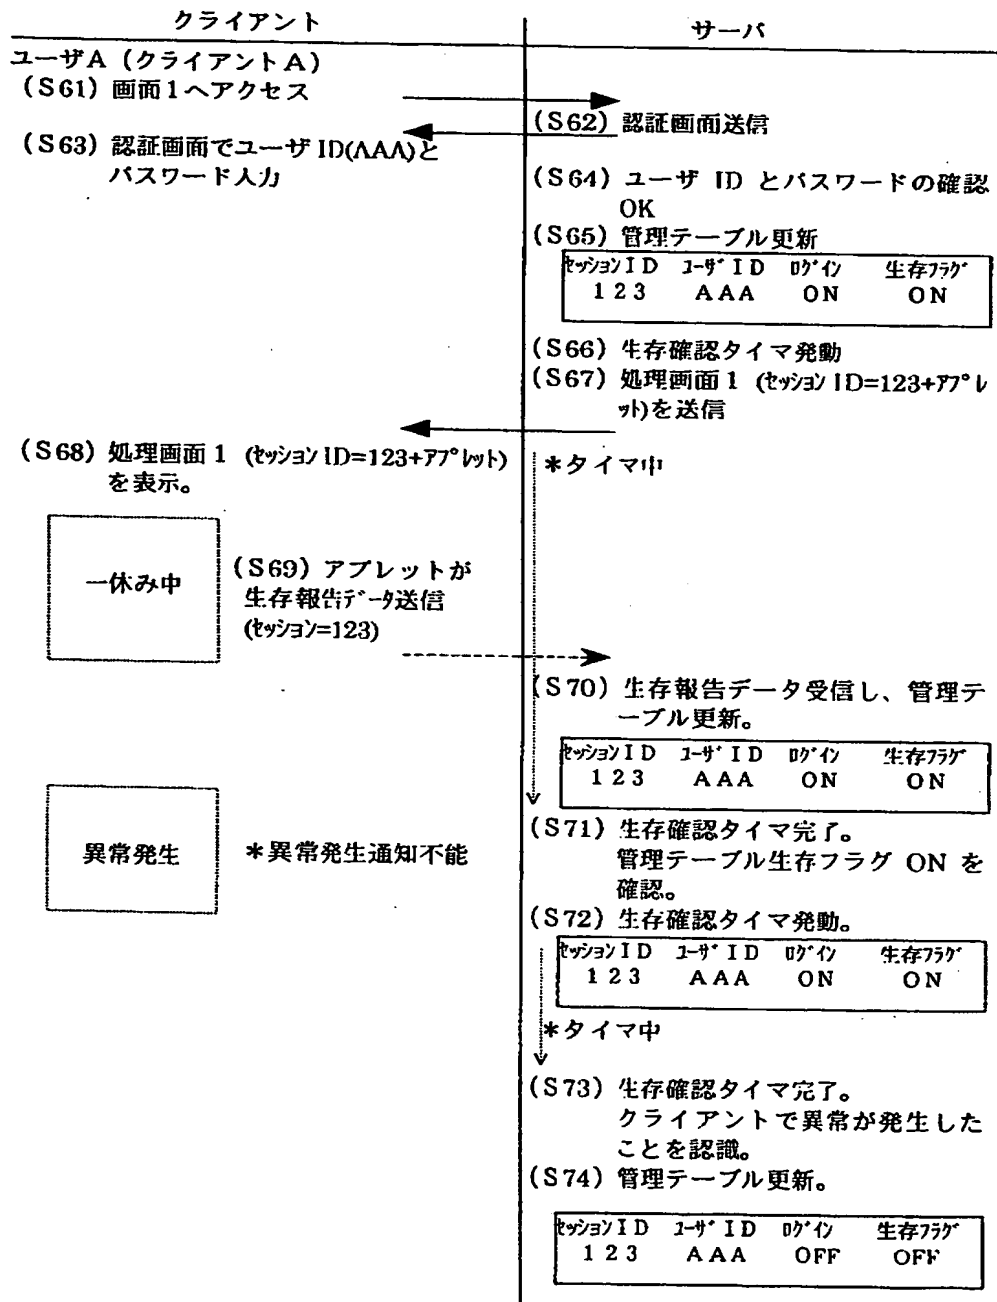 クライアント
サーバ
ユーザA（クライアントA）
（S61）画面1へアクセス
（S62）認証画面送信
（S63）認証画面でユーザID(AAA)と
パスワード入力
（S64）ユーザ ID とパスワードの確認
OK
（S65）管理テーブル更新
ｾｯｼｮﾝＩＤ ﾕｰｻﾞＩＤ ﾛｸﾞｲﾝ 生存ﾌﾗｸﾞ
123 AAA ON ON
（S66）生存確認タイマ発動
（S67）処理画面1 (ｾｯｼｮﾝID=123+ｱﾌﾟﾚ
ｯﾄ)を送信
（S68）処理画面1 (ｾｯｼｮﾝID=123+ｱﾌﾟﾚｯﾄ)
を表示。
＊タイマ中
一休み中
（S69）アプレットが
生存報告ﾃﾞｰﾀ送信
(ｾｯｼｮﾝ=123)
（S70）生存報告データ受信し、管理テ
ーブル更新。
ｾｯｼｮﾝＩＤ ﾕｰｻﾞＩＤ ﾛｸﾞｲﾝ 生存ﾌﾗｸﾞ
123 AAA ON ON
（S71）生存確認タイマ完了。
管理テーブル生存フラグ ON を
確認。
異常発生
＊異常発生通知不能
（S72）生存確認タイマ発動。
ｾｯｼｮﾝＩＤ ﾕｰｻﾞＩＤ ﾛｸﾞｲﾝ 生存ﾌﾗｸﾞ
123 AAA ON ON
＊タイマ中
（S73）生存確認タイマ完了。
クライアントで異常が発生した
ことを認識。
（S74）管理テーブル更新。
ｾｯｼｮﾝＩＤ ﾕｰｻﾞＩＤ ﾛｸﾞｲﾝ 生存ﾌﾗｸﾞ
123 AAA OFF OFF